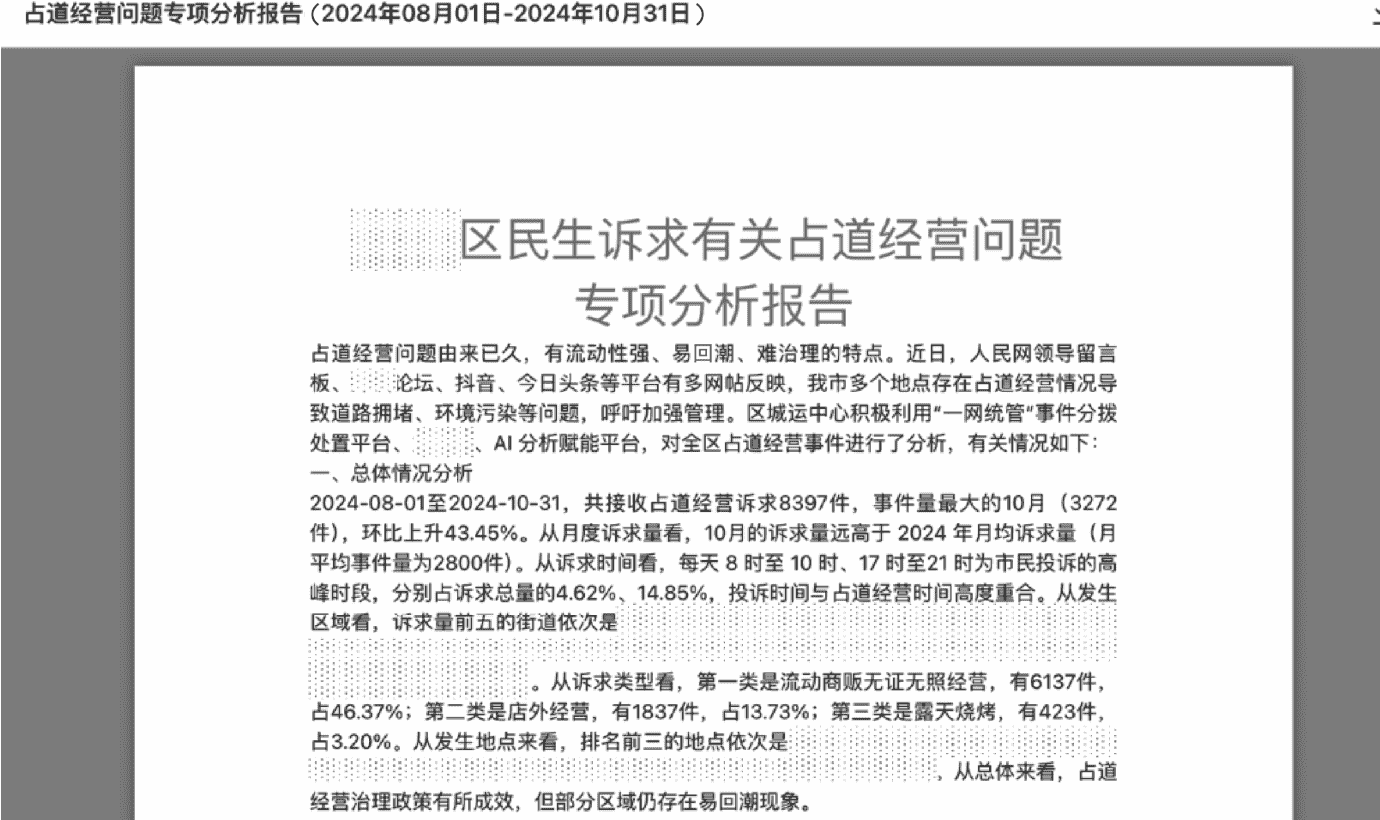 占道经营问题专项分析报告（2024年08月01日-2024年10月31日）
区民生诉求有关占道经营问题
专项分析报告
占道经营问题由来已久，有流动性强、易回潮、难治理的特点。近日，人民网领导留言
板、论坛、抖音、今日头条等平台有多网帖反映，我市多个地点存在占道经营情况导
致道路拥堵、环境污染等问题，呼吁加强管理。区城运中心积极利用“一网统管”事件分拨
处置平台、、AI 分析赋能平台，对全区占道经营事件进行了分析，有关情况如下：
一、总体情况分析
2024-08-01至2024-10-31，共接收占道经营诉求8397件，事件量最大的10月（3272
件），环比上升43.45%。从月度诉求量看，10月的诉求量远高于 2024 年月均诉求量（月
平均事件量为2800件）。从诉求时间看，每天 8 时至 10 时、17 时至21 时为市民投诉的高
峰时段，分别占诉求总量的4.62%、14.85%，投诉时间与占道经营时间高度重合。从发生
区域看，诉求量前五的街道依次是
。从诉求类型看，第一类是流动商贩无证无照经营，有6137件，
占46.37%；第二类是店外经营，有1837件，占13.73%；第三类是露天烧烤，有423件，
占3.20%。从发生地点来看，排名前三的地点依次是
，从总体来看，占道
经营治理政策有所成效，但部分区域仍存在易回潮现象。